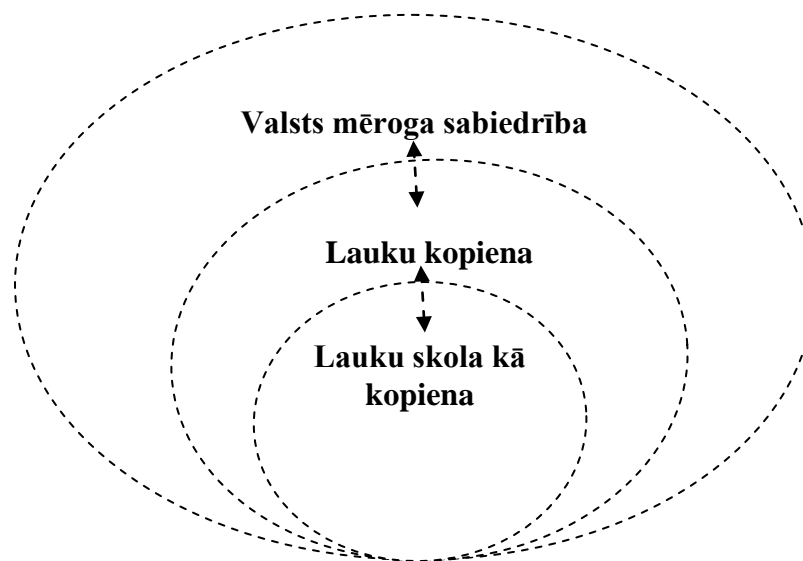 Valsts mēroga sabiedrība
Lauku kopiena
Lauku skola kā
kopiena